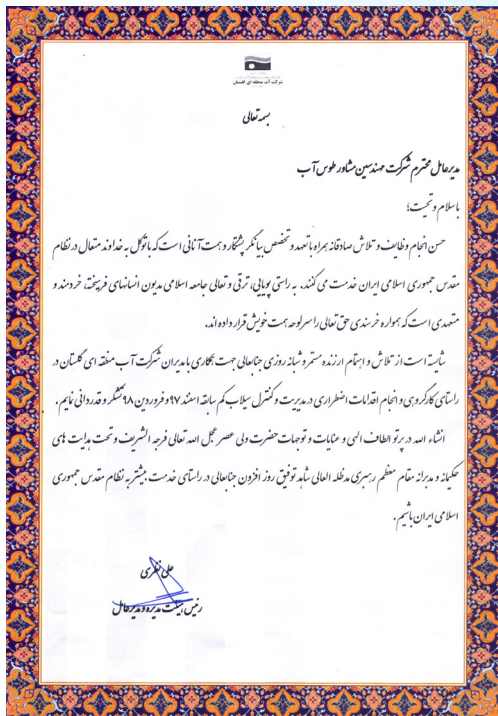 شرکت آب منطقه ای گلستان
بسمه تعالی
مدیرعامل محترم شرکت مهندسین مشاور طوس آب
باسلام و تحیت؛
حسن انجام وظایف و تلاش صادقانه همراه با تعهد و تخصص بیانگر پشتکار و همت آنانی است که با توکل به خداوند متعال در نظام
مقدس جمهوری اسلامی ایران خدمت می کنند. به راستی پویایی، ترقی و تعالی جامعه اسلامی مدیون انسانهای فرهیخته، خردمند و
متعهدی است که همواره خرسندی حق تعالی را سرلوحه همت خویش قرار داده اند.
شایسته است از تلاش و اهتمام ارزنده مستمر و شبانه روزی جنابعالی جهت همکاری با مدیران شرکت آب منطقه ای گلستان در
راستای کار گروهی و انجام اقدامات اضطراری در مدیریت و کنترل سیلاب کم سابقه اسفند ۹۷ و فروردین ۹۸ تشکر و قدردانی نمایم.
انشاء الله در پرتو الطاف الهی و عنایات و توجهات حضرت ولی عصر عجل الله تعالی فرجه الشریف و تحت هدایت های
حکیمانه و مدبرانه مقام معظم رهبری مدظله العالی شاهد توفیق روز افزون جنابعالی در راستای خدمت بیشتر به نظام مقدس جمهوری
اسلامی ایران باشیم.
علی نظری
رئیس هیئت مدیره و مدیرعامل